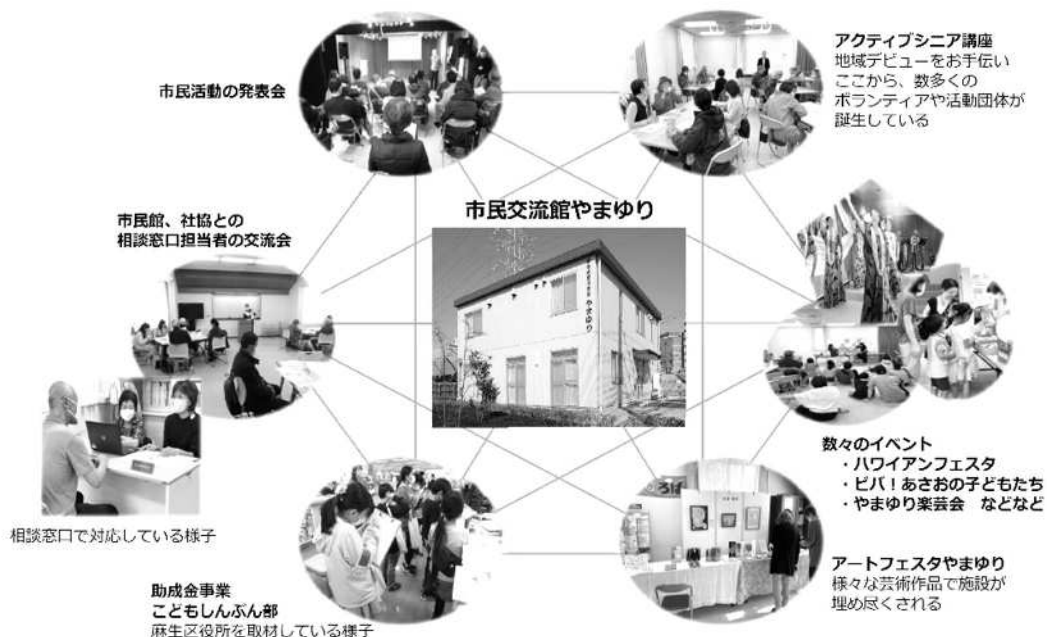 市民活動の発表会
アクティブシニア講座
地域デビューをお手伝い
ここから、数多くの
ボランティアや活動団体が
誕生している
市民館、社協との
相談窓口担当者の交流会
市民交流館やまゆり
やまゆり
相談窓口で対応している様子
数々のイベント
・ハワイアンフェスタ
・ビバ！あさおの子どもたち
・やまゆり楽芸会 などなど
助成金事業
こどもしんぶん部
麻生区役所を取材している様子
アートフェスタやまゆり
様々な芸術作品で施設が
埋め尽くされる